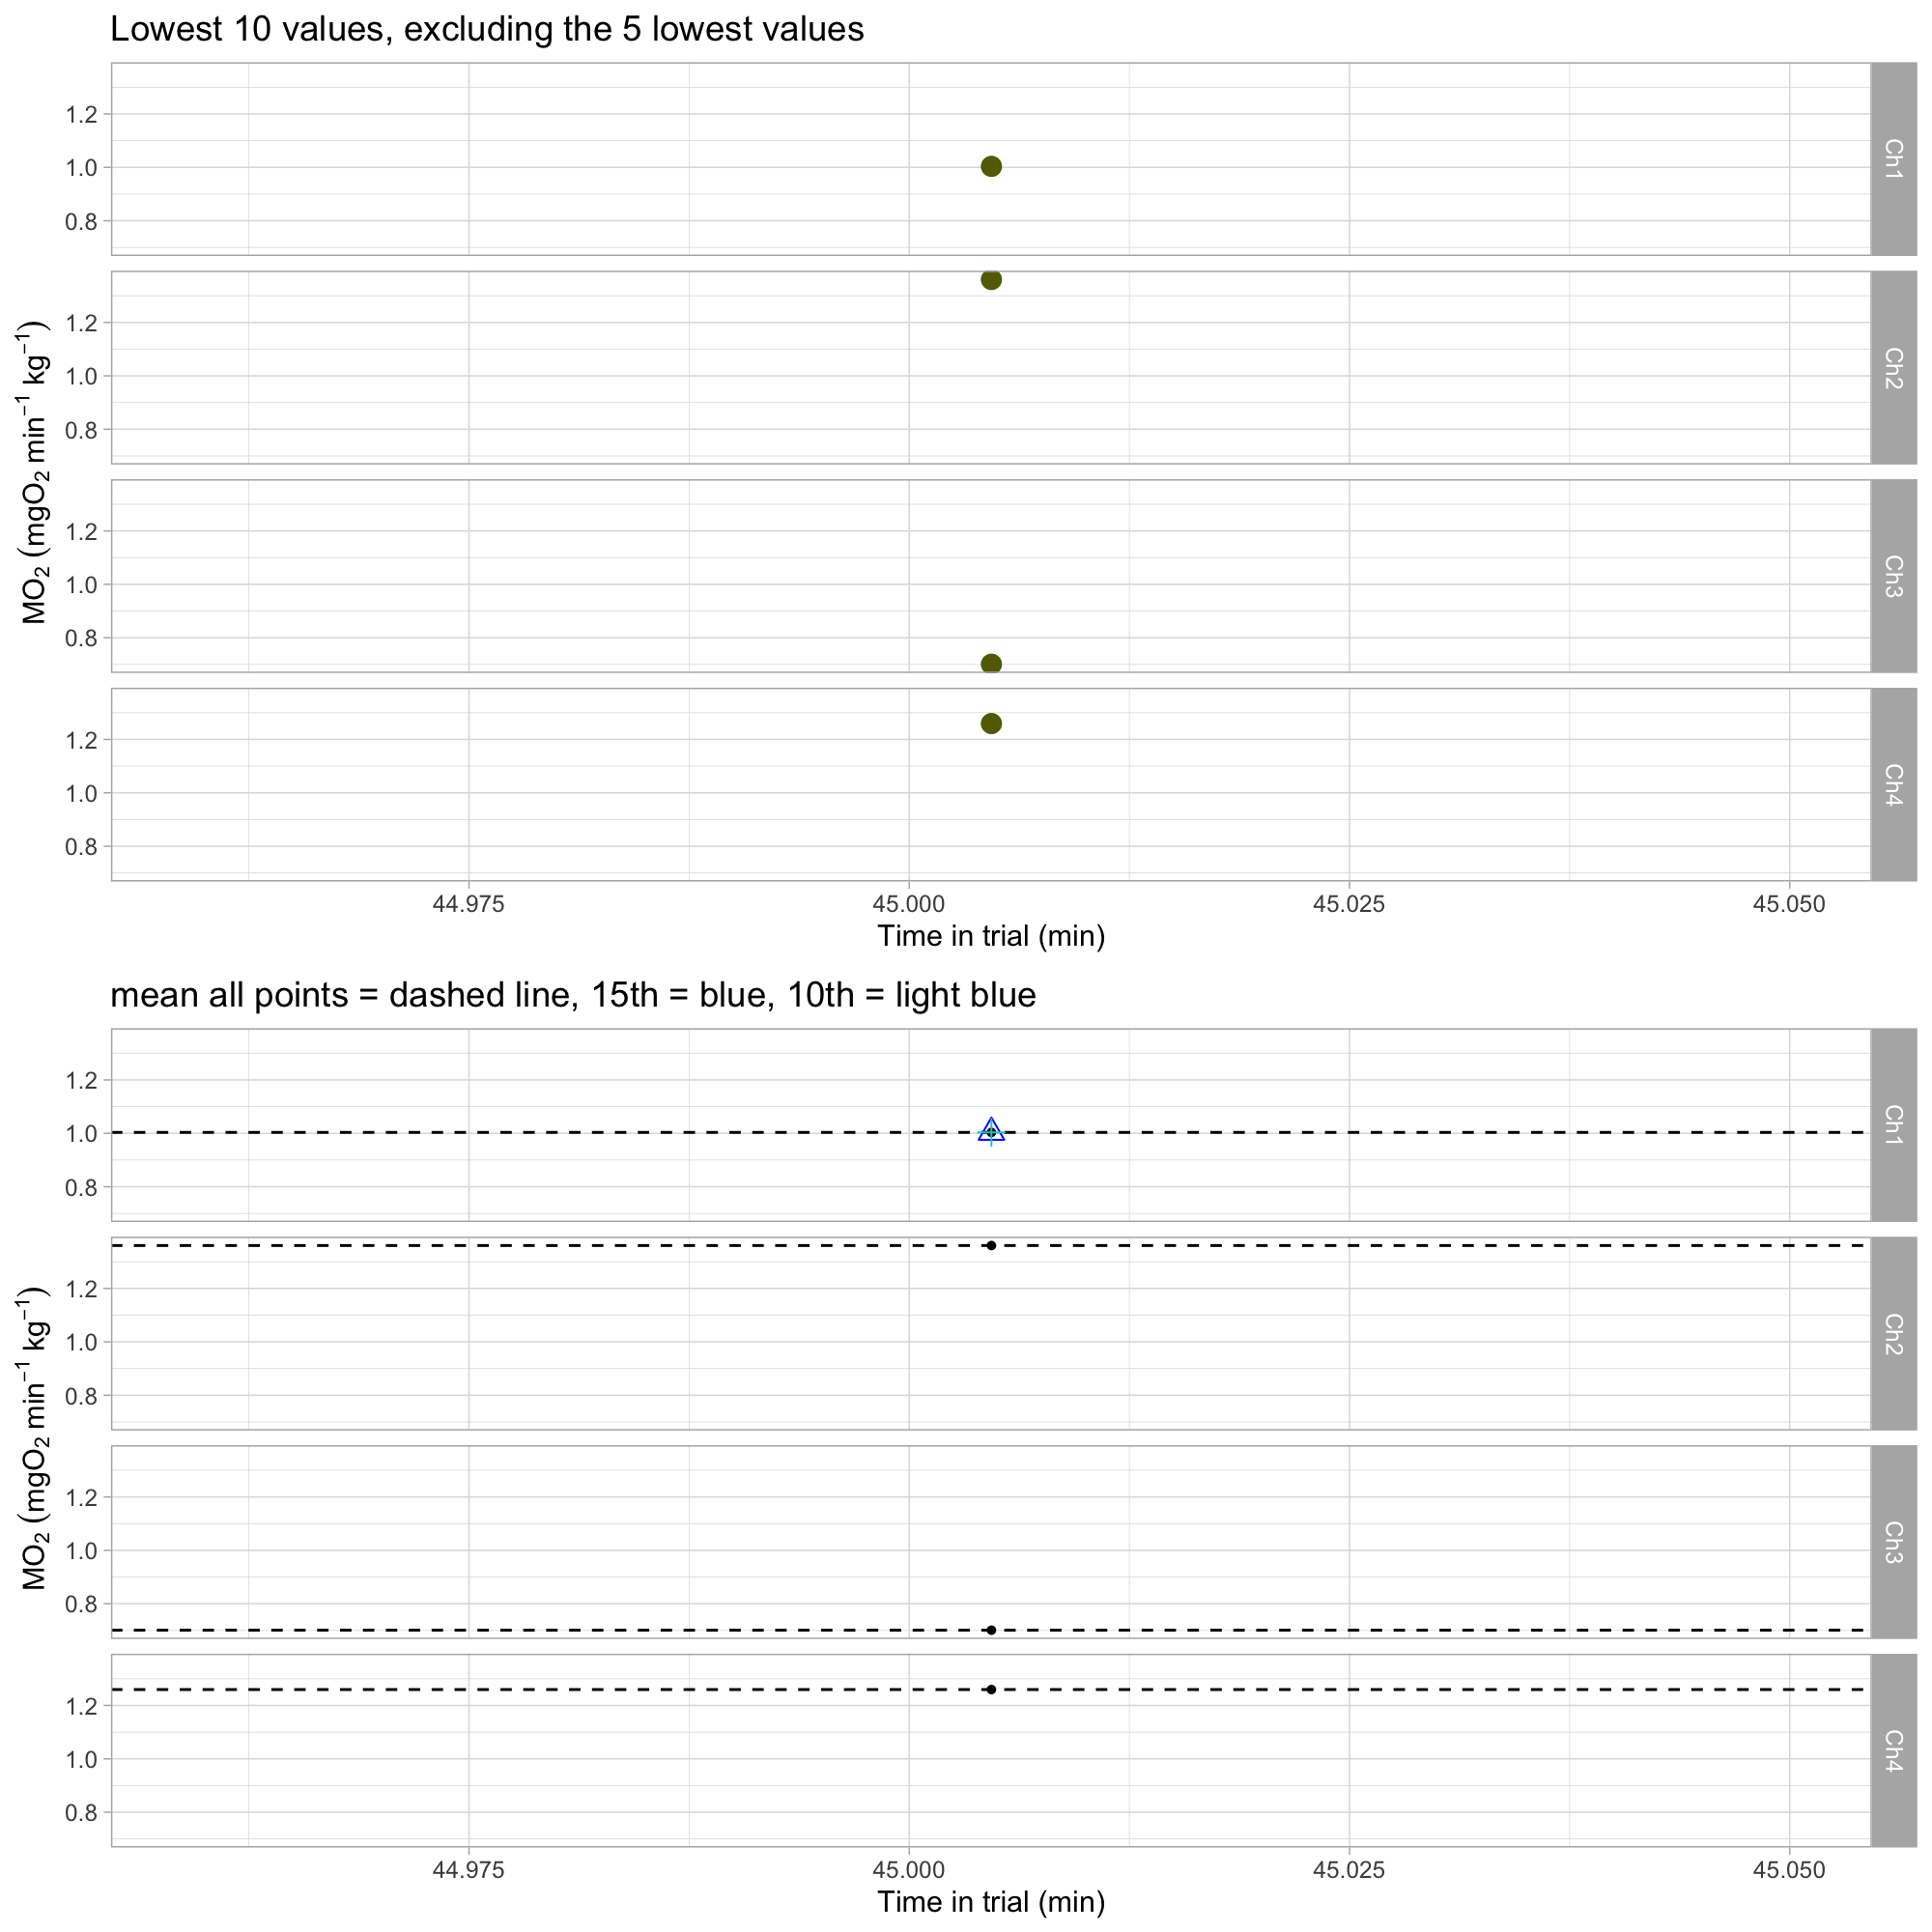 Lowest 10 values, excluding the 5 lowest values
MO₂ (mgO₂ min⁻¹ kg⁻¹)
1.2
1.0
0.8
Ch1
1.2
1.0
0.8
Ch2
1.2
1.0
0.8
Ch3
1.2
1.0
0.8
Ch4
44.975 45.000 45.025 45.050
Time in trial (min)
mean all points = dashed line, 15th = blue, 10th = light blue
MO₂ (mgO₂ min⁻¹ kg⁻¹)
1.2
1.0
0.8
Ch1
1.2
1.0
0.8
Ch2
1.2
1.0
0.8
Ch3
1.2
1.0
0.8
Ch4
44.975 45.000 45.025 45.050
Time in trial (min)